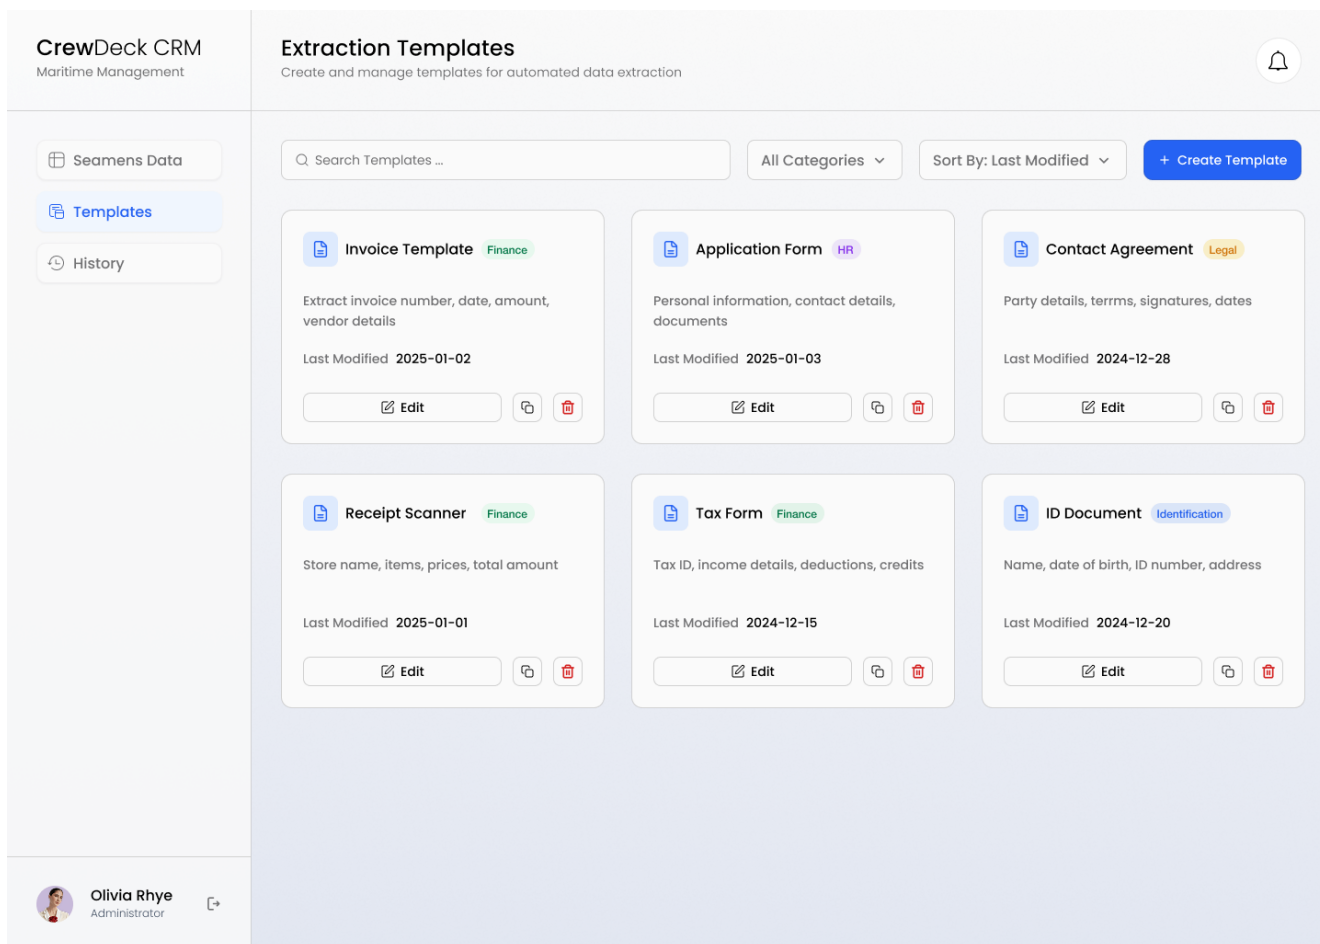 CrewDeck CRM
Maritime Management
Extraction Templates
Create and manage templates for automated data extraction
Seamens Data
Templates
History
Search Templates ...
All Categories
Sort By: Last Modified
+ Create Template
Invoice Template Finance
Extract invoice number, date, amount,
vendor details
Last Modified 2025-01-02
Edit
Application Form HR
Personal information, contact details,
documents
Last Modified 2025-01-03
Edit
Contact Agreement Legal
Party details, terrms, signatures, dates
Last Modified 2024-12-28
Edit
Receipt Scanner Finance
Store name, items, prices, total amount
Last Modified 2025-01-01
Edit
Tax Form Finance
Tax ID, income details, deductions, credits
Last Modified 2024-12-15
Edit
ID Document Identification
Name, date of birth, ID number, address
Last Modified 2024-12-20
Edit
Olivia Rhye
Administrator